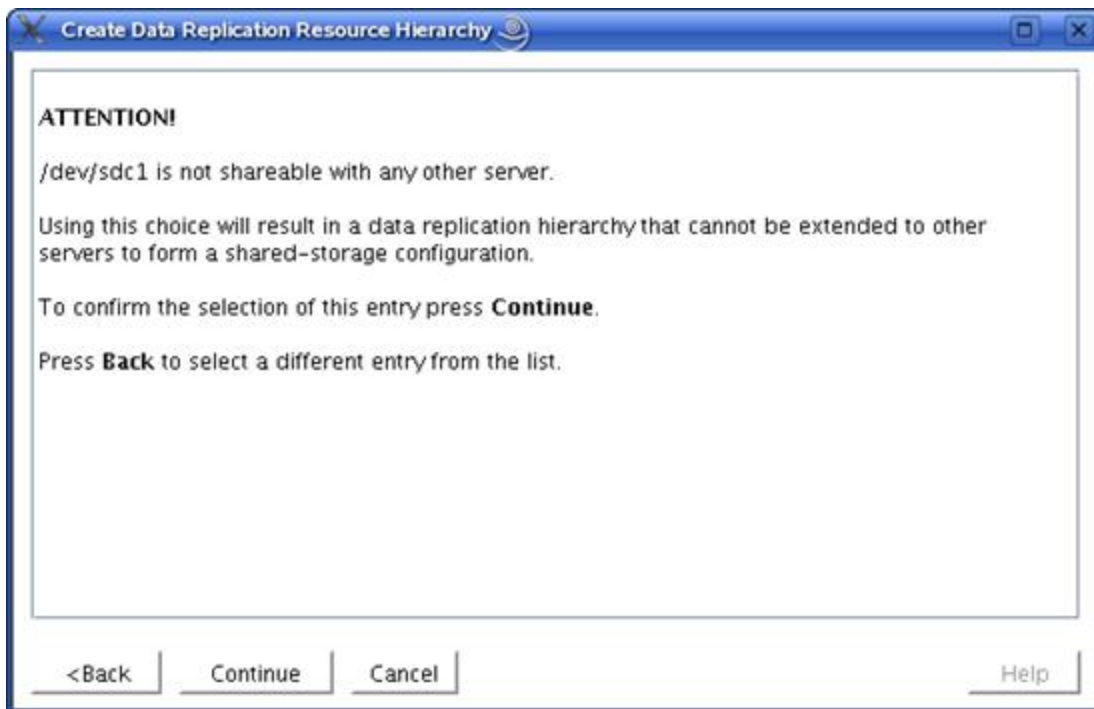 Create Data Replication Resource Hierarchy
ATTENTION!
/dev/sdc1 is not shareable with any other server.
Using this choice will result in a data replication hierarchy that cannot be extended to other
servers to form a shared-storage configuration.
To confirm the selection of this entry press Continue.
Press Back to select a different entry from the list.
<Back
Continue
Cancel
Help